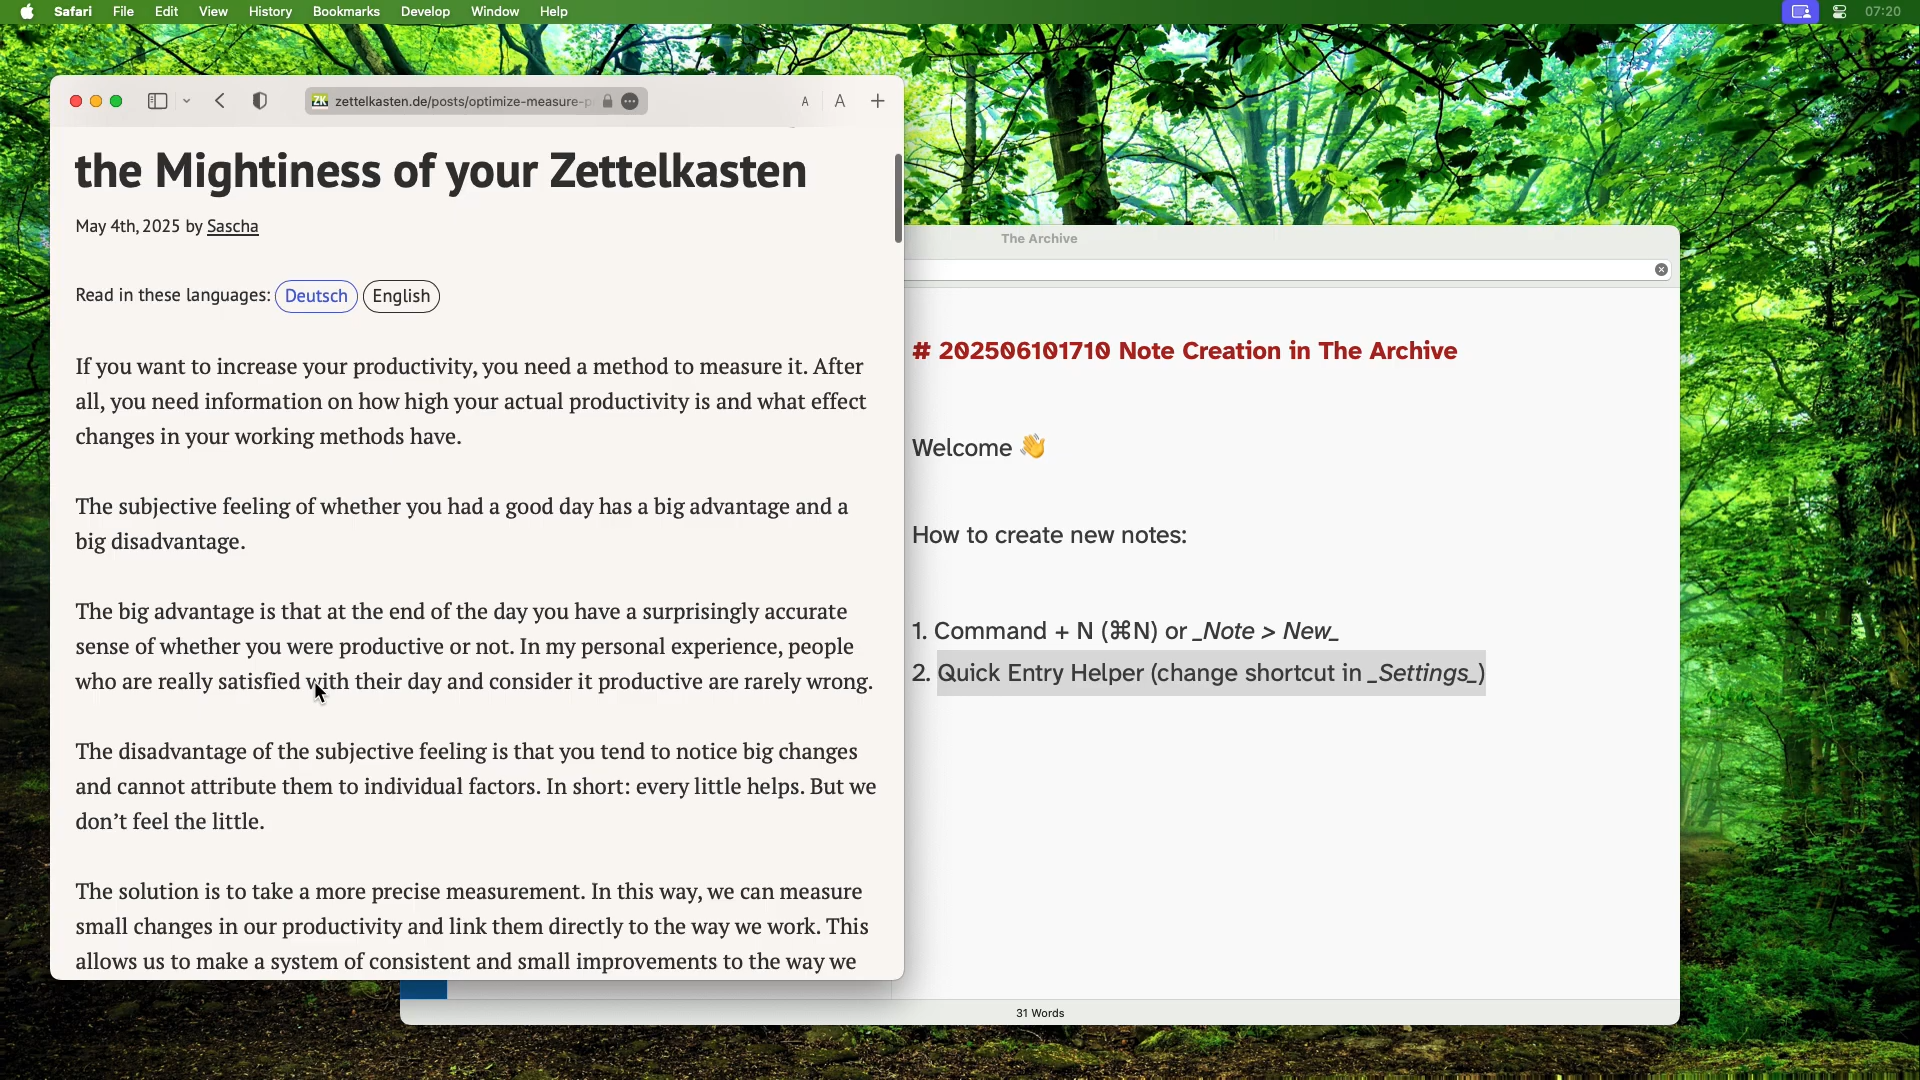 Safari File Edit View History Bookmarks Develop Window Help 07:20
ZK zettelkasten.de/posts/optimize-measure-p
A A
the Mightiness of your Zettelkasten
May 4th, 2025 by Sascha
Read in these languages: Deutsch English
If you want to increase your productivity, you need a method to measure it. After
all, you need information on how high your actual productivity is and what effect
changes in your working methods have.
The subjective feeling of whether you had a good day has a big advantage and a
big disadvantage.
The big advantage is that at the end of the day you have a surprisingly accurate
sense of whether you were productive or not. In my personal experience, people
who are really satisfied with their day and consider it productive are rarely wrong.
The disadvantage of the subjective feeling is that you tend to notice big changes
and cannot attribute them to individual factors. In short: every little helps. But we
don’t feel the little.
The solution is to take a more precise measurement. In this way, we can measure
small changes in our productivity and link them directly to the way we work. This
allows us to make a system of consistent and small improvements to the way we
The Archive
# 202506101710 Note Creation in The Archive
Welcome 👋
How to create new notes:
1. Command + N (⌘N) or _Note > New_
2. Quick Entry Helper (change shortcut in _Settings_)
31 Words